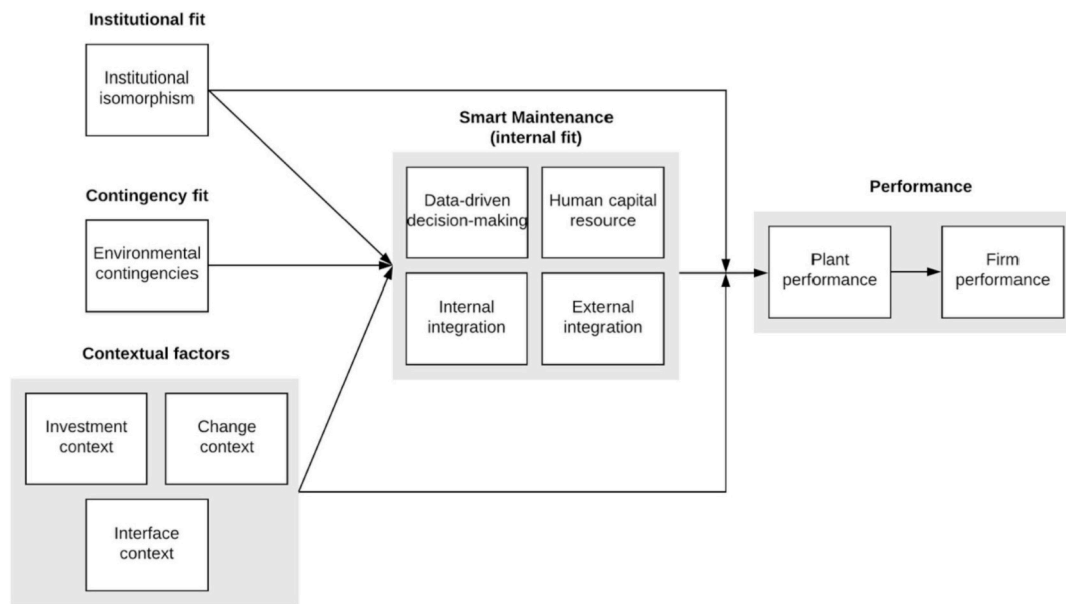 Institutional fit
Institutional
isomorphism
Contingency fit
Environmental
contingencies
Contextual factors
Investment
context
Change
context
Interface
context
Smart Maintenance
(internal fit)
Data-driven
decision-making
Human capital
resource
Internal
integration
External
integration
Performance
Plant
performance
Firm
performance